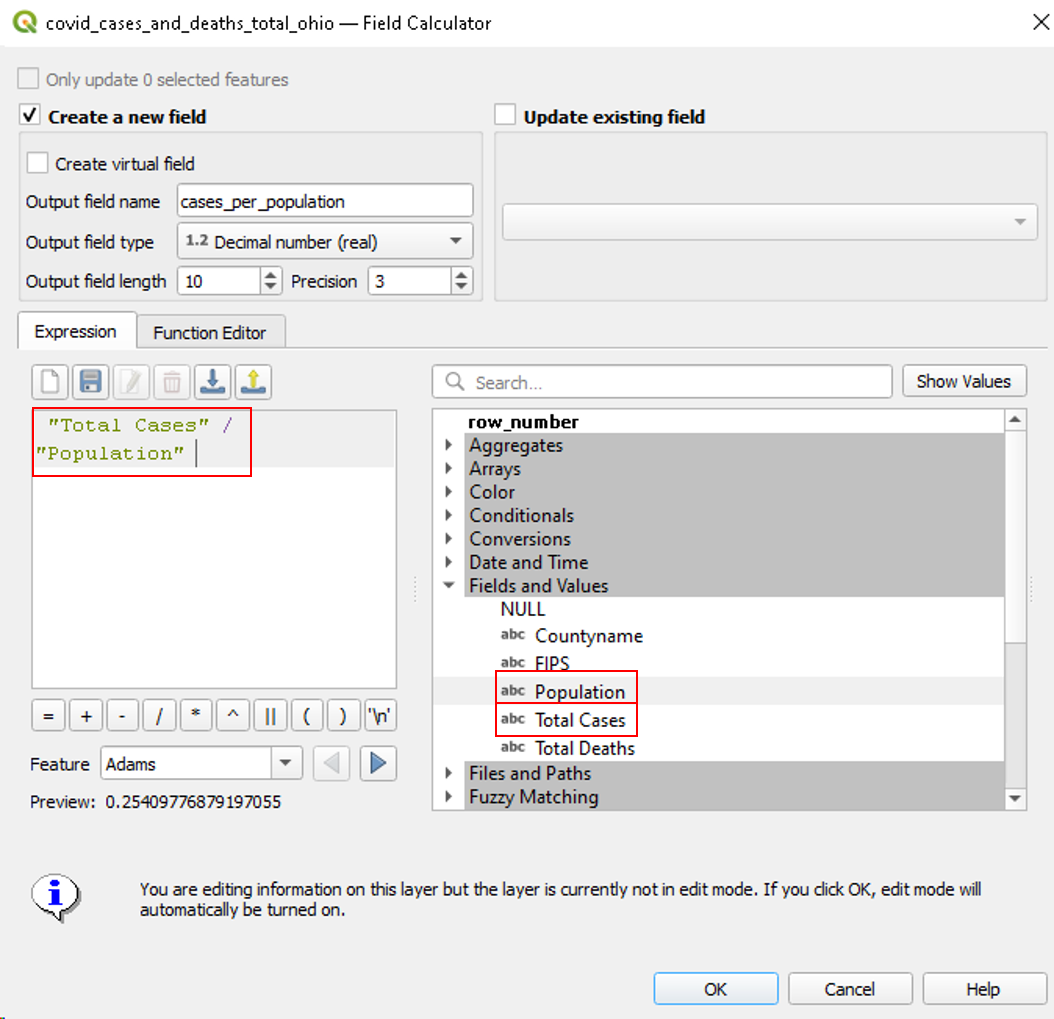 covid_cases_and_deaths_total_ohio — Field Calculator
Only update 0 selected features
Create a new field
Update existing field
Create virtual field
Output field name cases_per_population
Output field type 1.2 Decimal number (real)
Output field length 10 Precision 3
Expression Function Editor
Search...
Show Values
"Total Cases" /
"Population"
row_number
Aggregates
Arrays
Color
Conditionals
Conversions
Date and Time
Fields and Values
NULL
abc Countyname
abc FIPS
abc Population
abc Total Cases
abc Total Deaths
Files and Paths
Fuzzy Matching
= + - / * ^ || ( ) '\n'
Feature Adams
Preview: 0.25409776879197055
You are editing information on this layer but the layer is currently not in edit mode. If you click OK, edit mode will
automatically be turned on.
OK Cancel Help